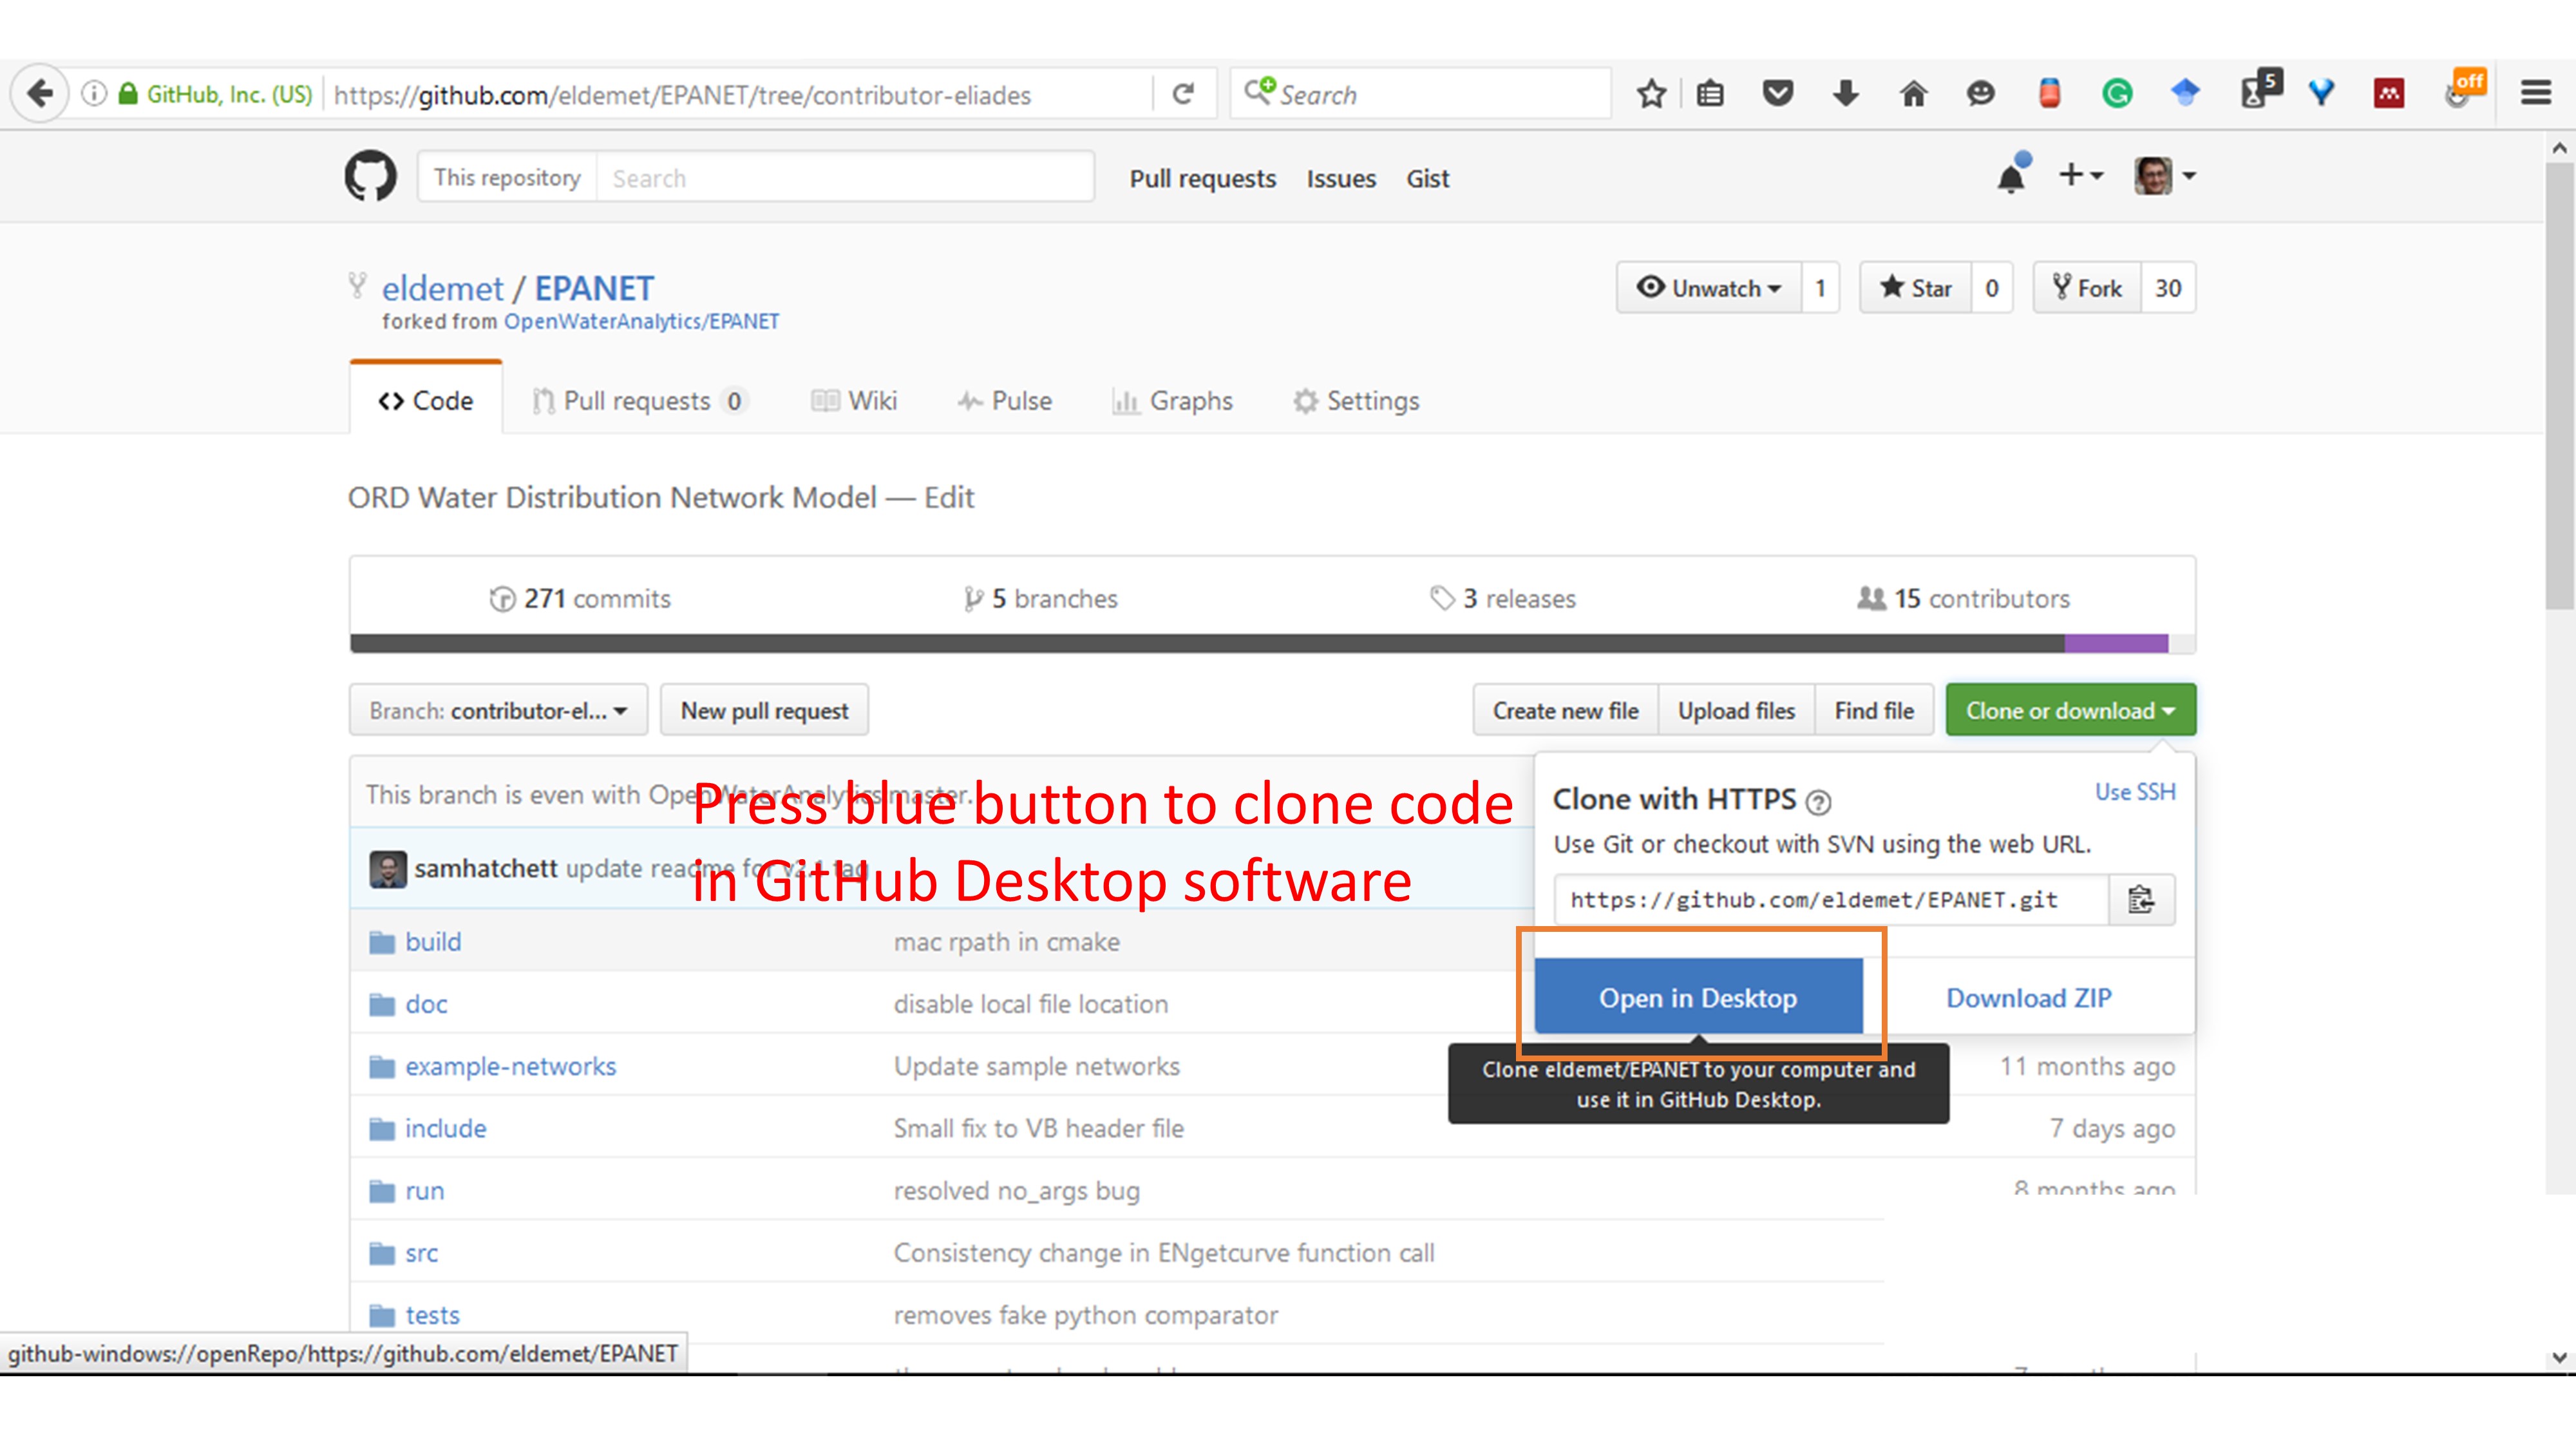 GitHub, Inc. (US) https://github.com/eldemet/EPANET/tree/contributor-eliades Search 5 off
This repository Search Pull requests Issues Gist
eldemet / EPANET Unwatch 1 Star 0 Fork 30
forked from OpenWaterAnalytics/EPANET
Code Pull requests 0 Wiki Pulse Graphs Settings
ORD Water Distribution Network Model — Edit
271 commits 5 branches 3 releases 15 contributors
Branch: contributor-el... New pull request Create new file Upload files Find file Clone or download
This branch is even with OpenWaterAnalytics:master.
Press blue button to clone code
in GitHub Desktop software
samhatchett update readme for v2.1 tag
Clone with HTTPS Use SSH
Use Git or checkout with SVN using the web URL.
https://github.com/eldemet/EPANET.git
Open in Desktop Download ZIP
Clone eldemet/EPANET to your computer and
use it in GitHub Desktop.
build mac rpath in cmake
doc disable local file location
example-networks Update sample networks 11 months ago
include Small fix to VB header file 7 days ago
run resolved no_args bug 8 months ago
src Consistency change in ENgetcurve function call
tests removes fake python comparator
github-windows://openRepo/https://github.com/eldemet/EPANET